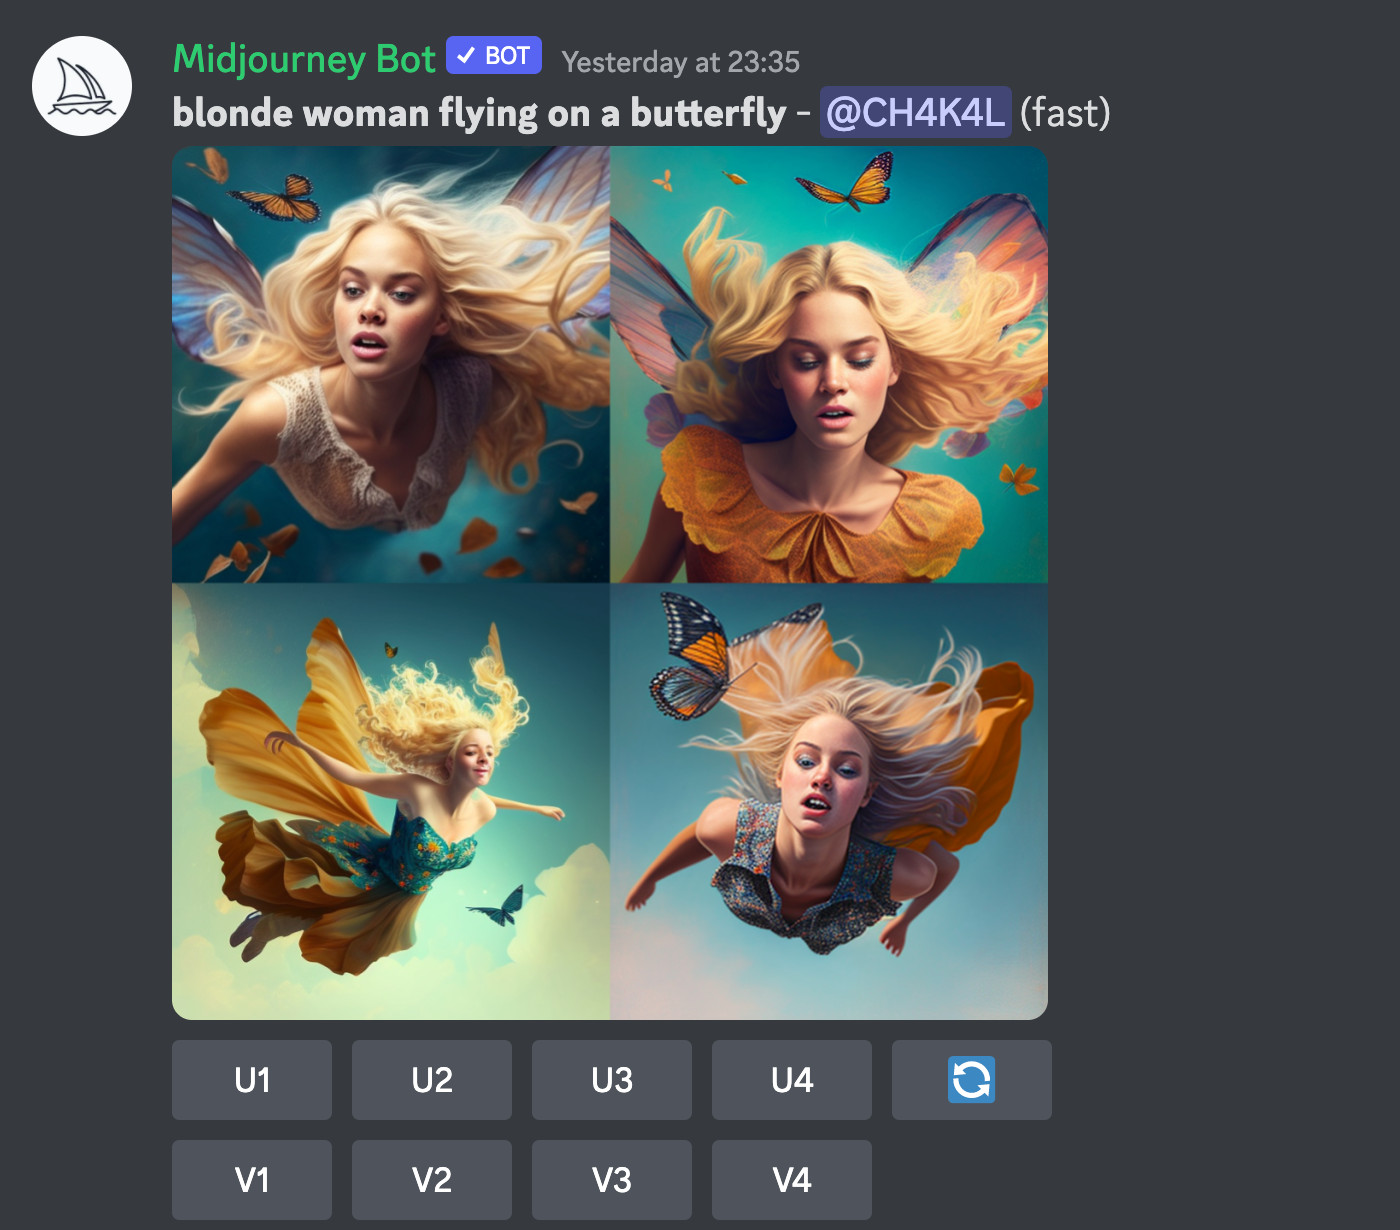 Midjourney Bot ✓ BOT Yesterday at 23:35
blonde woman flying on a butterfly - @CH4K4L (fast)
U1 U2 U3 U4
V1 V2 V3 V4